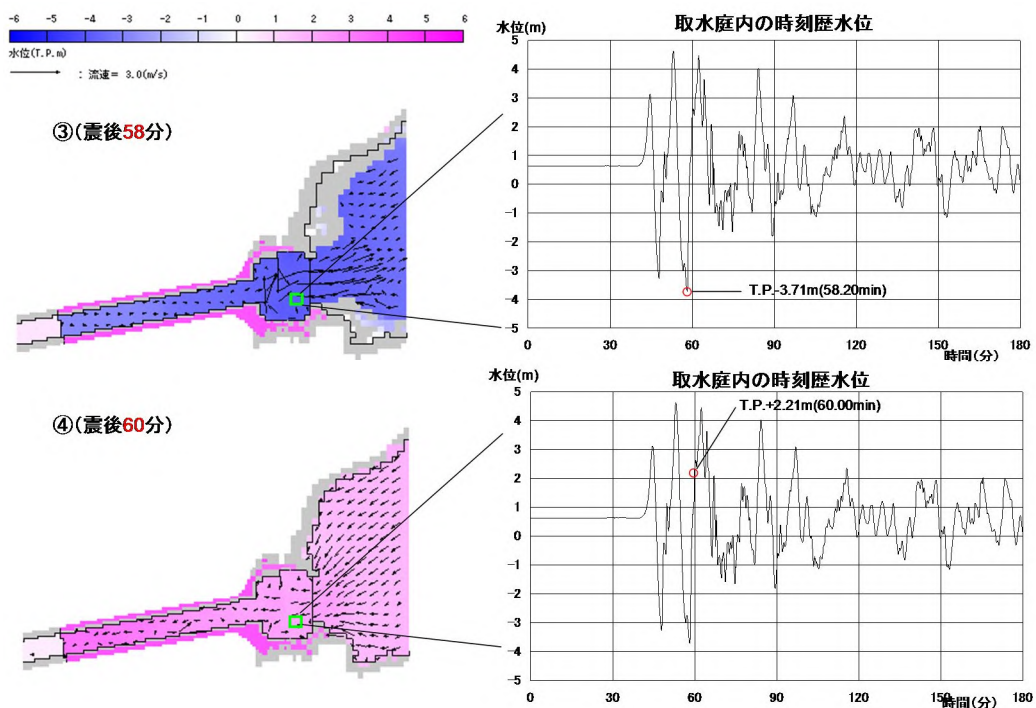 -6 -5 -4 -3 -2 -1 0 1 2 3 4 5 6
水位(T.P.m)
: 流速= 3.0(m/s)
③(震後58分)
取水庭内の時刻歴水位
水位(m)
5
4
3
2
1
0
-1
-2
-3
-4
-5
T.P.-3.71m(58.20min)
0 30 60 90 120 150 180
時間(分)
④(震後60分)
取水庭内の時刻歴水位
水位(m)
5
4
3
2
1
0
-1
-2
-3
-4
-5
T.P.+2.21m(60.00min)
0 30 60 90 120 150 180
時間(分)